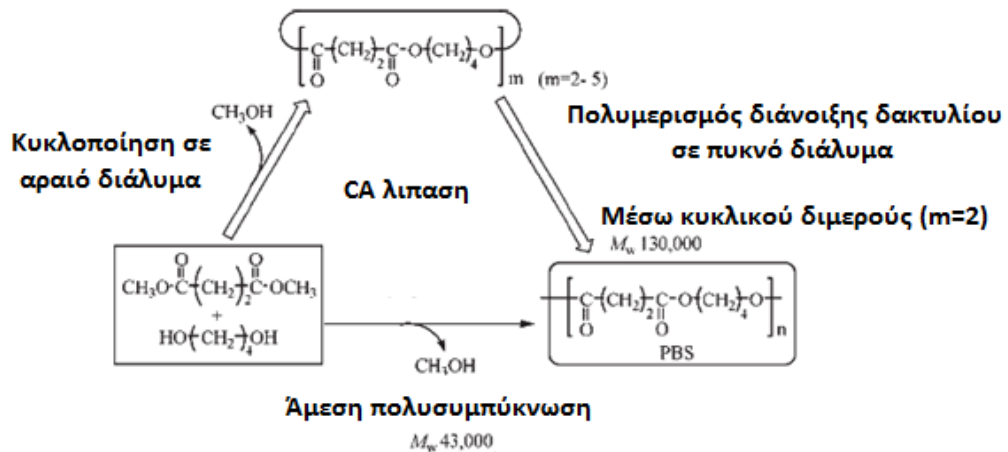 [C-(CH₂)₂-C-O-(CH₂)₄-O]m (m=2- 5)
O O
CH₃OH
Κυκλοποίηση σε
αραιό διάλυμα
Πολυμερισμός διάνοιξης δακτυλίου
σε πυκνό διάλυμα
CA λιπαση
Μέσω κυκλικού διμερούς (m=2)
Mw 130,000
O O
CH₃O-C-(CH₂)₂-C-OCH₃
+
HO-(CH₂)₄-OH
CH₃OH
[C-(CH₂)₂-C-O-(CH₂)₄-O]n
O O
PBS
Άμεση πολυσυμπύκνωση
Mw 43,000